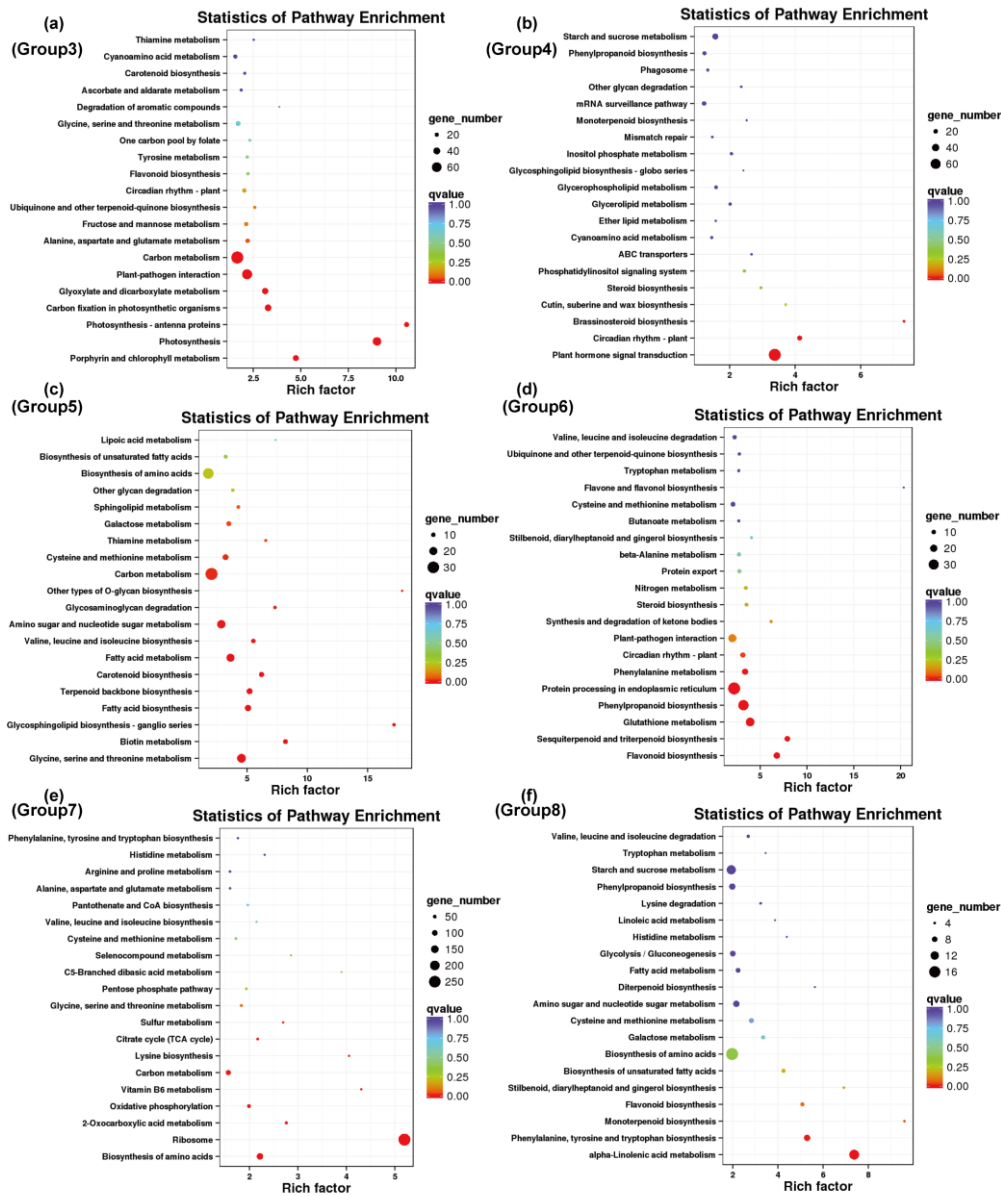 (a)
(Group3)
Statistics of Pathway Enrichment
Thiamine metabolism
Cyanoamino acid metabolism
Carotenoid biosynthesis
Ascorbate and aldarate metabolism
Degradation of aromatic compounds
Glycine, serine and threonine metabolism
One carbon pool by folate
Tyrosine metabolism
Flavonoid biosynthesis
Circadian rhythm - plant
Ubiquinone and other terpenoid-quinone biosynthesis
Fructose and mannose metabolism
Alanine, aspartate and glutamate metabolism
Carbon metabolism
Plant-pathogen interaction
Glyoxylate and dicarboxylate metabolism
Carbon fixation in photosynthetic organisms
Photosynthesis - antenna proteins
Photosynthesis
Porphyrin and chlorophyll metabolism
2.5 5.0 7.5 10.0
Rich factor
gene_number
20
40
60
qvalue
1.00
0.75
0.50
0.25
0.00
(b)
(Group4)
Statistics of Pathway Enrichment
Starch and sucrose metabolism
Phenylpropanoid biosynthesis
Phagosome
Other glycan degradation
mRNA surveillance pathway
Monoterpenoid biosynthesis
Mismatch repair
Inositol phosphate metabolism
Glycosphingolipid biosynthesis - globo series
Glycerophospholipid metabolism
Glycerolipid metabolism
Ether lipid metabolism
Cyanoamino acid metabolism
ABC transporters
Phosphatidylinositol signaling system
Steroid biosynthesis
Cutin, suberine and wax biosynthesis
Brassinosteroid biosynthesis
Circadian rhythm - plant
Plant hormone signal transduction
2 4 6
Rich factor
gene_number
20
40
60
qvalue
1.00
0.75
0.50
0.25
0.00
(c)
(Group5)
Statistics of Pathway Enrichment
Lipoic acid metabolism
Biosynthesis of unsaturated fatty acids
Biosynthesis of amino acids
Other glycan degradation
Sphingolipid metabolism
Galactose metabolism
Thiamine metabolism
Cysteine and methionine metabolism
Carbon metabolism
Other types of O-glycan biosynthesis
Glycosaminoglycan degradation
Amino sugar and nucleotide sugar metabolism
Valine, leucine and isoleucine biosynthesis
Fatty acid metabolism
Carotenoid biosynthesis
Terpenoid backbone biosynthesis
Fatty acid biosynthesis
Glycosphingolipid biosynthesis - ganglio series
Biotin metabolism
Glycine, serine and threonine metabolism
5 10 15
Rich factor
gene_number
10
20
30
qvalue
1.00
0.75
0.50
0.25
0.00
(d)
(Group6)
Statistics of Pathway Enrichment
Valine, leucine and isoleucine degradation
Ubiquinone and other terpenoid-quinone biosynthesis
Tryptophan metabolism
Flavone and flavonol biosynthesis
Cysteine and methionine metabolism
Butanoate metabolism
Stilbenoid, diarylheptanoid and gingerol biosynthesis
beta-Alanine metabolism
Protein export
Nitrogen metabolism
Steroid biosynthesis
Synthesis and degradation of ketone bodies
Plant-pathogen interaction
Circadian rhythm - plant
Phenylalanine metabolism
Protein processing in endoplasmic reticulum
Phenylpropanoid biosynthesis
Glutathione metabolism
Sesquiterpenoid and triterpenoid biosynthesis
Flavonoid biosynthesis
5 10 15 20
Rich factor
gene_number
10
20
30
qvalue
1.00
0.75
0.50
0.25
0.00
(e)
(Group7)
Statistics of Pathway Enrichment
Phenylalanine, tyrosine and tryptophan biosynthesis
Histidine metabolism
Arginine and proline metabolism
Alanine, aspartate and glutamate metabolism
Pantothenate and CoA biosynthesis
Valine, leucine and isoleucine biosynthesis
Cysteine and methionine metabolism
Selenocompound metabolism
C5-Branched dibasic acid metabolism
Pentose phosphate pathway
Glycine, serine and threonine metabolism
Sulfur metabolism
Citrate cycle (TCA cycle)
Lysine biosynthesis
Carbon metabolism
Vitamin B6 metabolism
Oxidative phosphorylation
2-Oxocarboxylic acid metabolism
Ribosome
Biosynthesis of amino acids
2 3 4 5
Rich factor
gene_number
50
100
150
200
250
qvalue
1.00
0.75
0.50
0.25
0.00
(f)
(Group8)
Statistics of Pathway Enrichment
Valine, leucine and isoleucine degradation
Tryptophan metabolism
Starch and sucrose metabolism
Phenylpropanoid biosynthesis
Lysine degradation
Linoleic acid metabolism
Histidine metabolism
Glycolysis / Gluconeogenesis
Fatty acid metabolism
Diterpenoid biosynthesis
Amino sugar and nucleotide sugar metabolism
Cysteine and methionine metabolism
Galactose metabolism
Biosynthesis of amino acids
Biosynthesis of unsaturated fatty acids
Stilbenoid, diarylheptanoid and gingerol biosynthesis
Flavonoid biosynthesis
Monoterpenoid biosynthesis
Phenylalanine, tyrosine and tryptophan biosynthesis
alpha-Linolenic acid metabolism
2 4 6 8
Rich factor
gene_number
4
8
12
16
qvalue
1.00
0.75
0.50
0.25
0.00